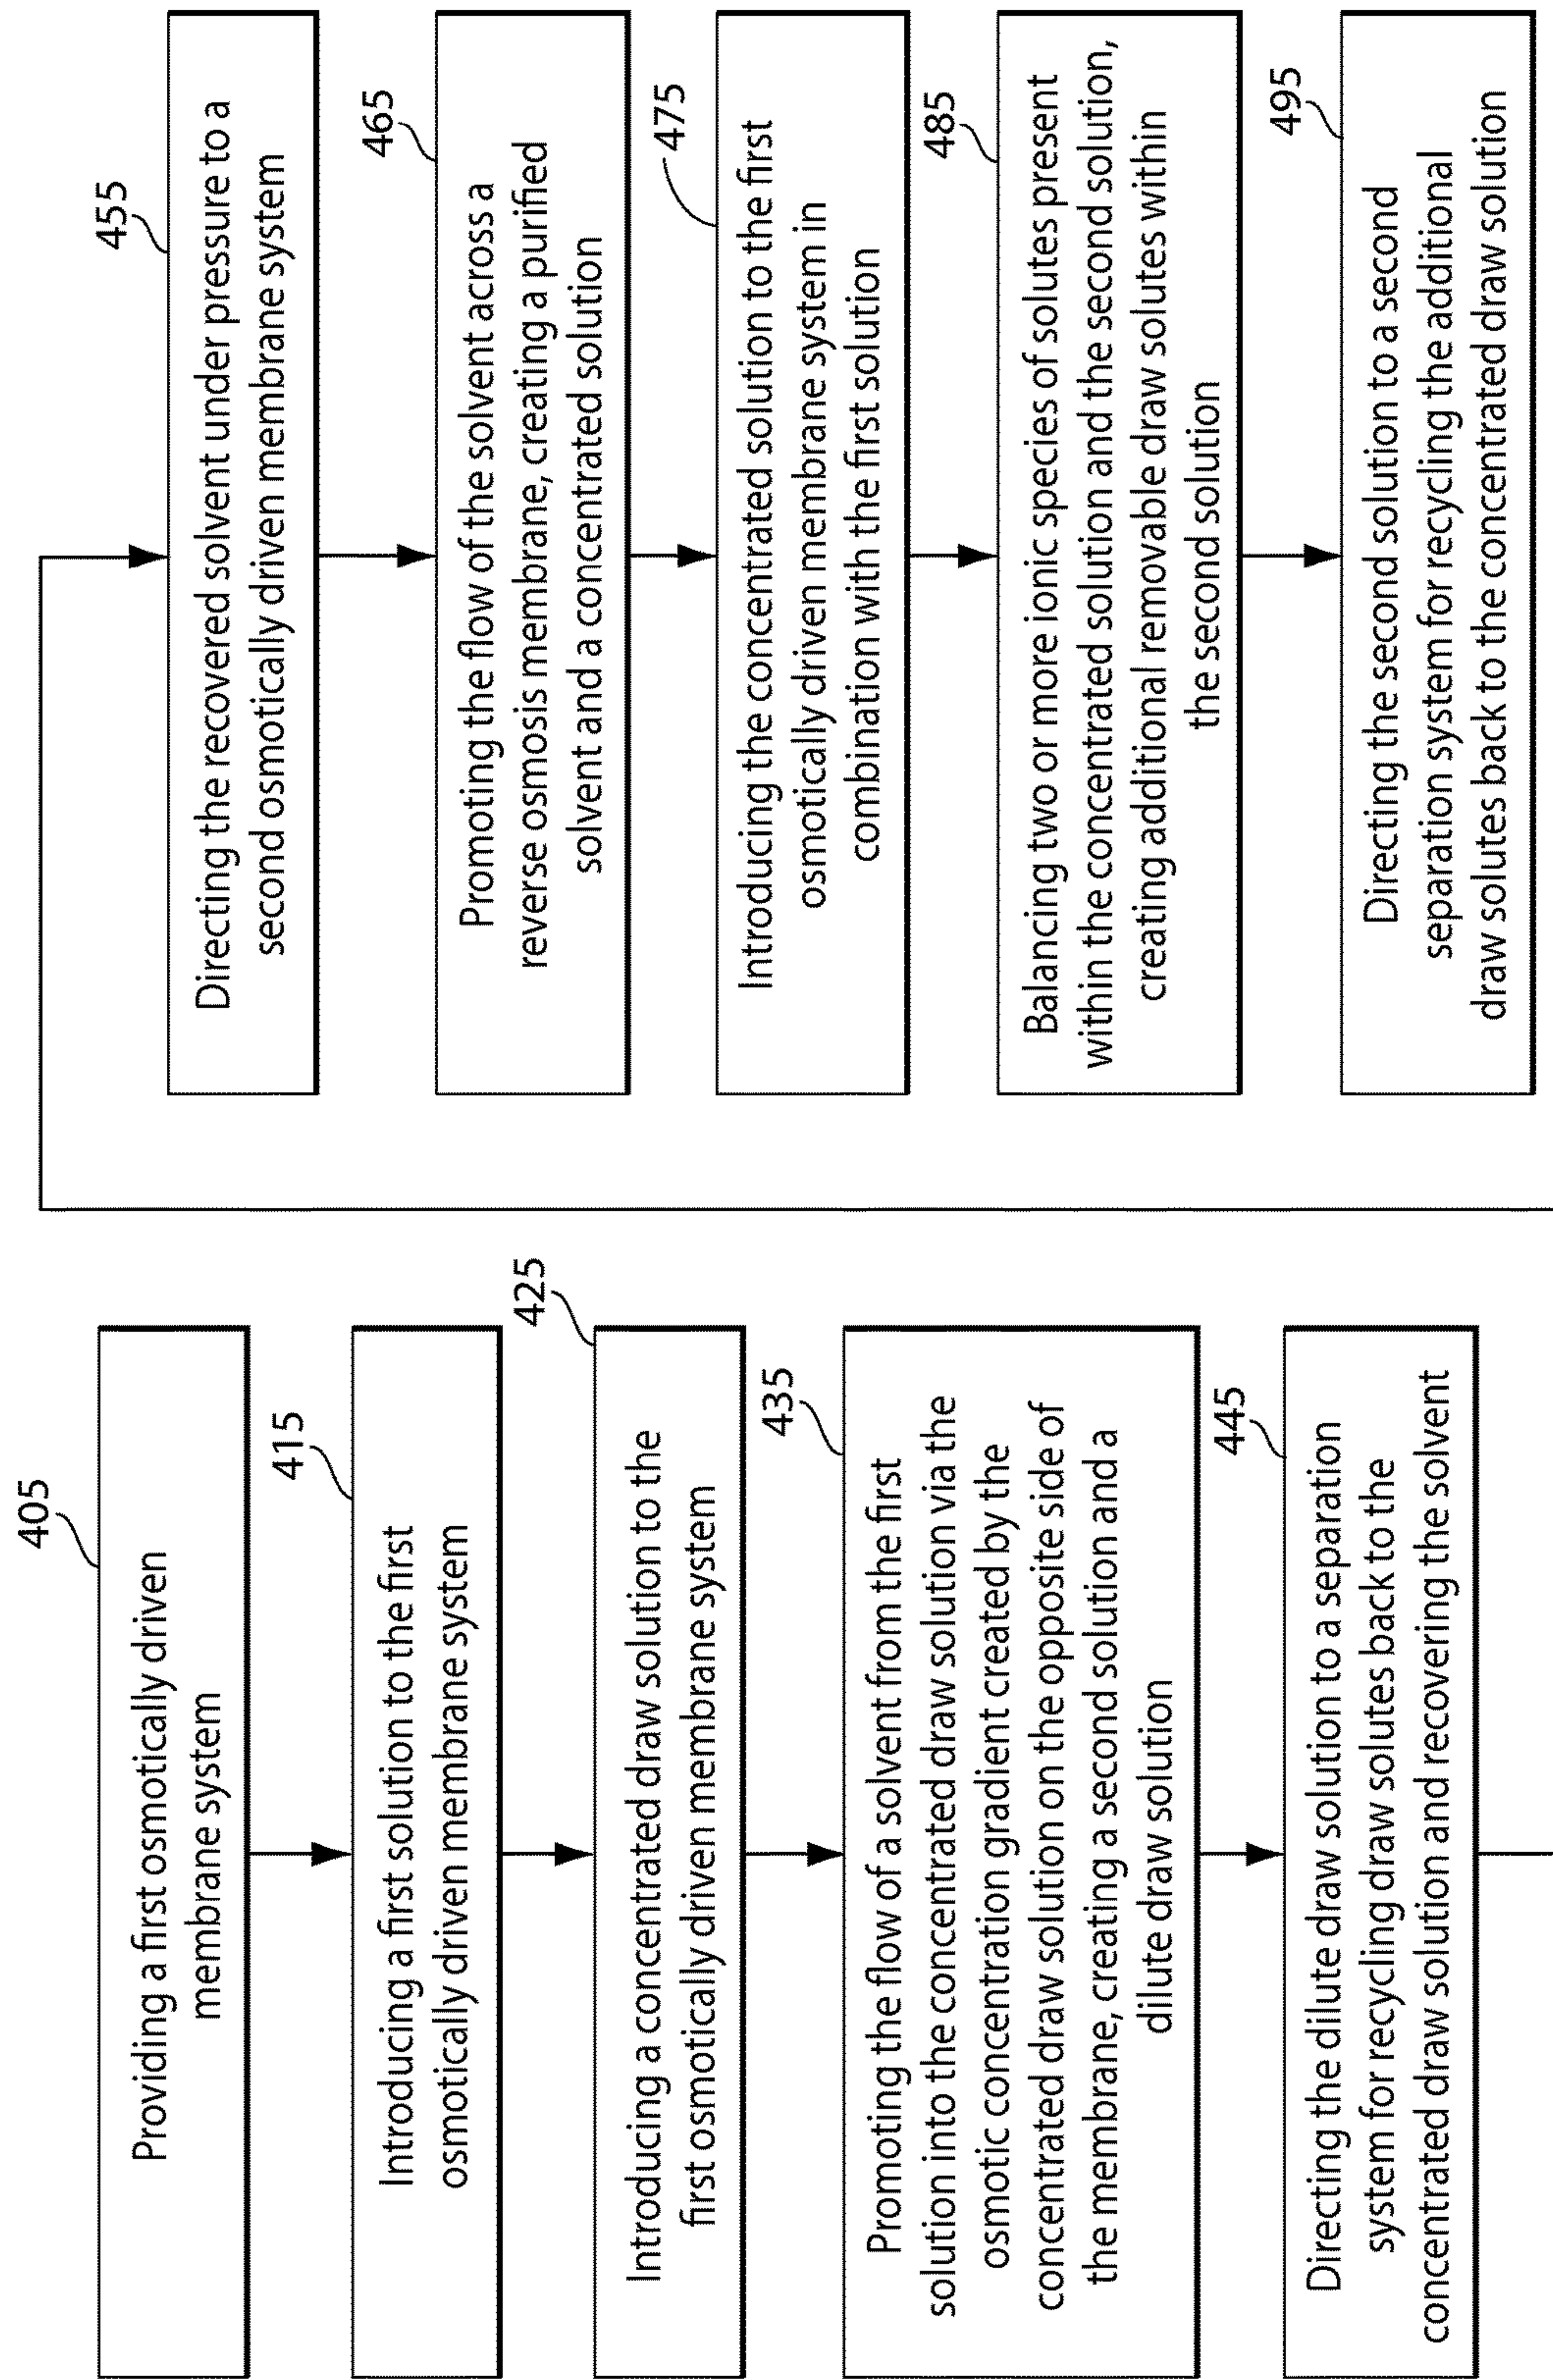 405
Providing a first osmotically driven
membrane system
415
Introducing a first solution to the first
osmotically driven membrane system
425
Introducing a concentrated draw solution to the
first osmotically driven membrane system
435
Promoting the flow of a solvent from the first
solution into the concentrated draw solution via the
osmotic concentration gradient created by the
concentrated draw solution on the opposite side of
the membrane, creating a second solution and a
dilute draw solution
445
Directing the dilute draw solution to a separation
system for recycling draw solutes back to the
concentrated draw solution and recovering the solvent
455
Directing the recovered solvent under pressure to a
second osmotically driven membrane system
465
Promoting the flow of the solvent across a
reverse osmosis membrane, creating a purified
solvent and a concentrated solution
475
Introducing the concentrated solution to the first
osmotically driven membrane system in
combination with the first solution
485
Balancing two or more ionic species of solutes present
within the concentrated solution and the second solution,
creating additional removable draw solutes within
the second solution
495
Directing the second solution to a second
separation system for recycling the additional
draw solutes back to the concentrated draw solution